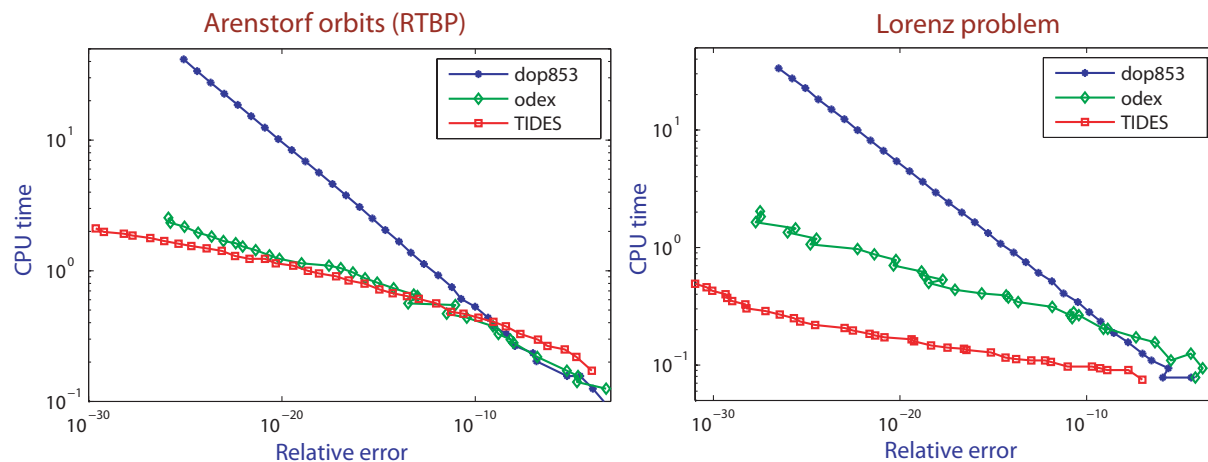 Arenstorf orbits (RTBP)
dop853
odex
TIDES
CPU time
10^1
10^0
10^-1
10^-30
10^-20
10^-10
Relative error
Lorenz problem
dop853
odex
TIDES
CPU time
10^1
10^0
10^-1
10^-30
10^-20
10^-10
Relative error